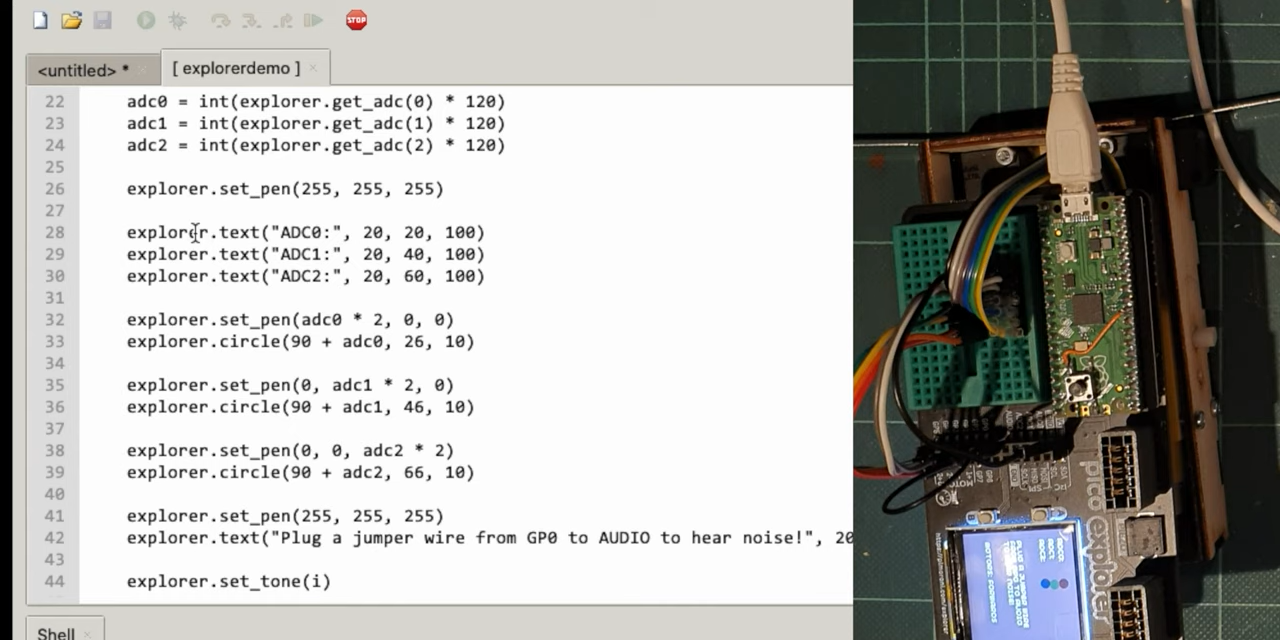 STOP
<untitled> *
[ explorerdemo ]
22 adc0 = int(explorer.get_adc(0) * 120)
23 adc1 = int(explorer.get_adc(1) * 120)
24 adc2 = int(explorer.get_adc(2) * 120)
25
26 explorer.set_pen(255, 255, 255)
27
28 explorer.text("ADC0:", 20, 20, 100)
29 explorer.text("ADC1:", 20, 40, 100)
30 explorer.text("ADC2:", 20, 60, 100)
31
32 explorer.set_pen(adc0 * 2, 0, 0)
33 explorer.circle(90 + adc0, 26, 10)
34
35 explorer.set_pen(0, adc1 * 2, 0)
36 explorer.circle(90 + adc1, 46, 10)
37
38 explorer.set_pen(0, 0, adc2 * 2)
39 explorer.circle(90 + adc2, 66, 10)
40
41 explorer.set_pen(255, 255, 255)
42 explorer.text("Plug a jumper wire from GP0 to AUDIO to hear noise!", 20
43
44 explorer.set_tone(i)
Shell
pico explorer
ADC0:
ADC1:
ADC2:
PLUG A JUMPER WIRE